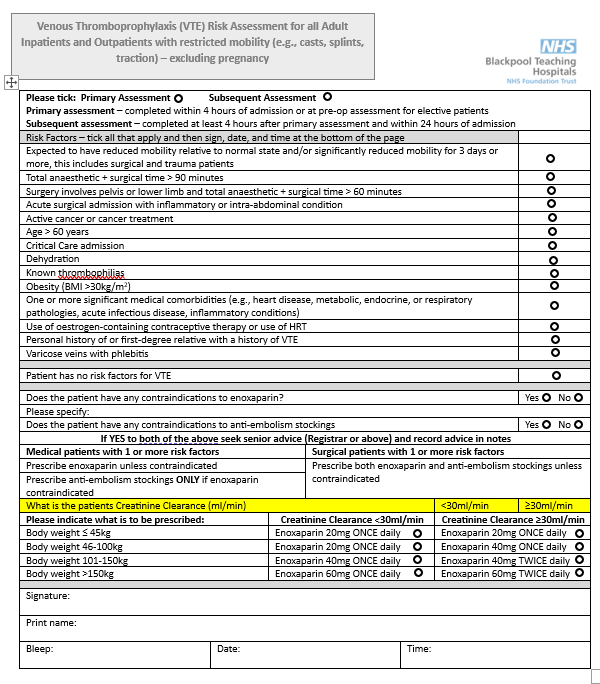 Venous Thromboprophylaxis (VTE) Risk Assessment for all Adult
Inpatients and Outpatients with restricted mobility (e.g., casts, splints,
traction) – excluding pregnancy
NHS
Blackpool Teaching
Hospitals
NHS Foundation Trust
Please tick: Primary Assessment Subsequent Assessment
Primary assessment – completed within 4 hours of admission or at pre-op assessment for elective patients
Subsequent assessment – completed at least 4 hours after primary assessment and within 24 hours of admission
Risk Factors – tick all that apply and then sign, date, and time at the bottom of the page
Expected to have reduced mobility relative to normal state and/or significantly reduced mobility for 3 days or
more, this includes surgical and trauma patients
Total anaesthetic + surgical time > 90 minutes
Surgery involves pelvis or lower limb and total anaesthetic + surgical time > 60 minutes
Acute surgical admission with inflammatory or intra-abdominal condition
Active cancer or cancer treatment
Age > 60 years
Critical Care admission
Dehydration
Known thrombophilias
Obesity (BMI >30kg/m²)
One or more significant medical comorbidities (e.g., heart disease, metabolic, endocrine, or respiratory
pathologies, acute infectious disease, inflammatory conditions)
Use of oestrogen-containing contraceptive therapy or use of HRT
Personal history of or first-degree relative with a history of VTE
Varicose veins with phlebitis
Patient has no risk factors for VTE
Does the patient have any contraindications to enoxaparin? Yes No
Please specify:
Does the patient have any contraindications to anti-embolism stockings Yes No
If YES to both of the above seek senior advice (Registrar or above) and record advice in notes
Medical patients with 1 or more risk factors Surgical patients with 1 or more risk factors
Prescribe enoxaparin unless contraindicated
Prescribe anti-embolism stockings ONLY if enoxaparin
contraindicated
Prescribe both enoxaparin and anti-embolism stockings unless
contraindicated
What is the patients Creatinine Clearance (ml/min) <30ml/min ≥30ml/min
Please indicate what is to be prescribed: Creatinine Clearance <30ml/min Creatinine Clearance ≥30ml/min
Body weight ≤ 45kg Enoxaparin 20mg ONCE daily Enoxaparin 20mg ONCE daily
Body weight 46-100kg Enoxaparin 20mg ONCE daily Enoxaparin 40mg ONCE daily
Body weight 101-150kg Enoxaparin 40mg ONCE daily Enoxaparin 40mg TWICE daily
Body weight >150kg Enoxaparin 60mg ONCE daily Enoxaparin 60mg TWICE daily
Signature:
Print name:
Bleep: Date: Time: